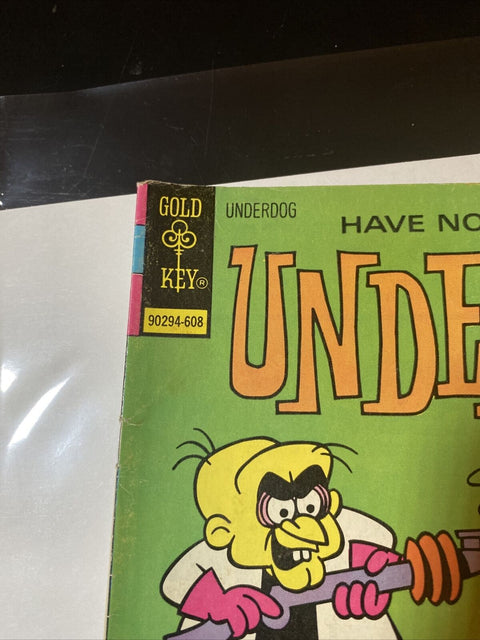 GOLD
KEY®
90294-608
UNDERDOG
HAVE NO
UNDE